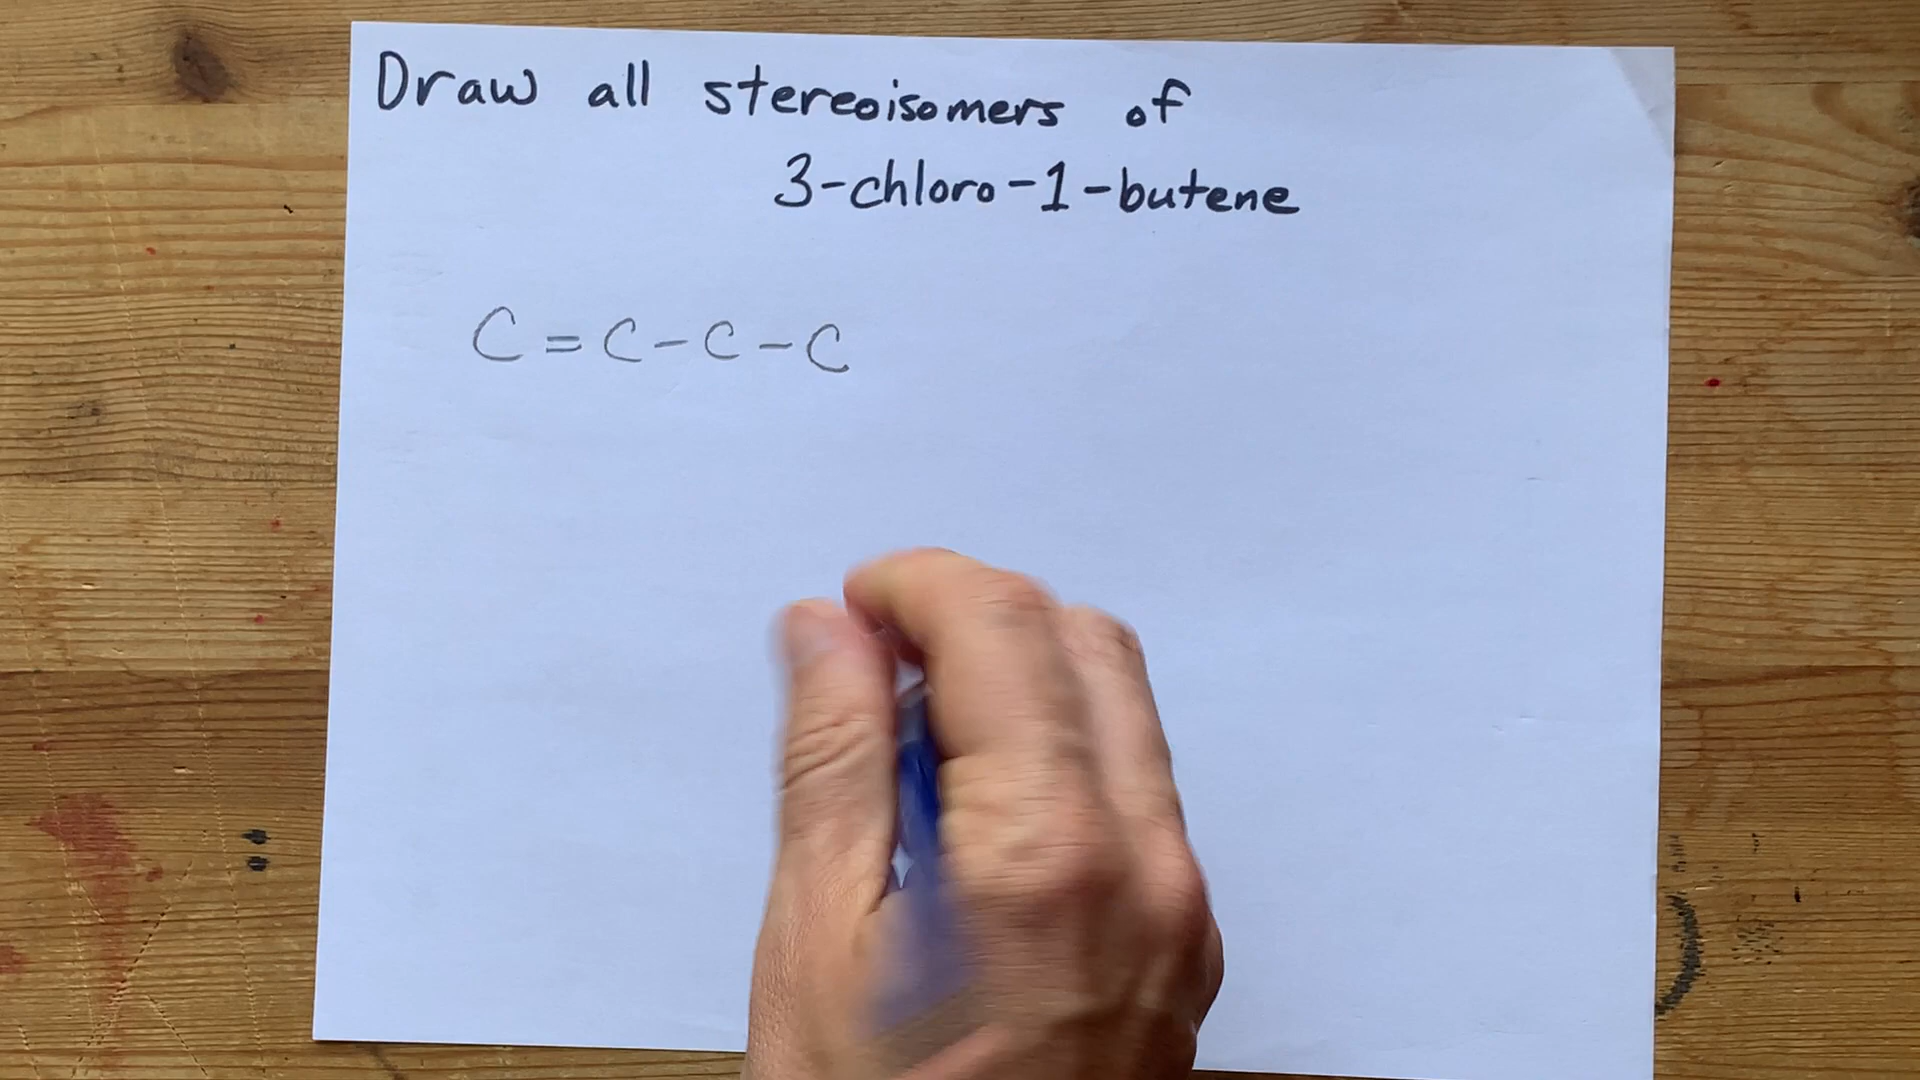 Draw all stereoisomers of
3-chloro-1-butene
C=C-C-C